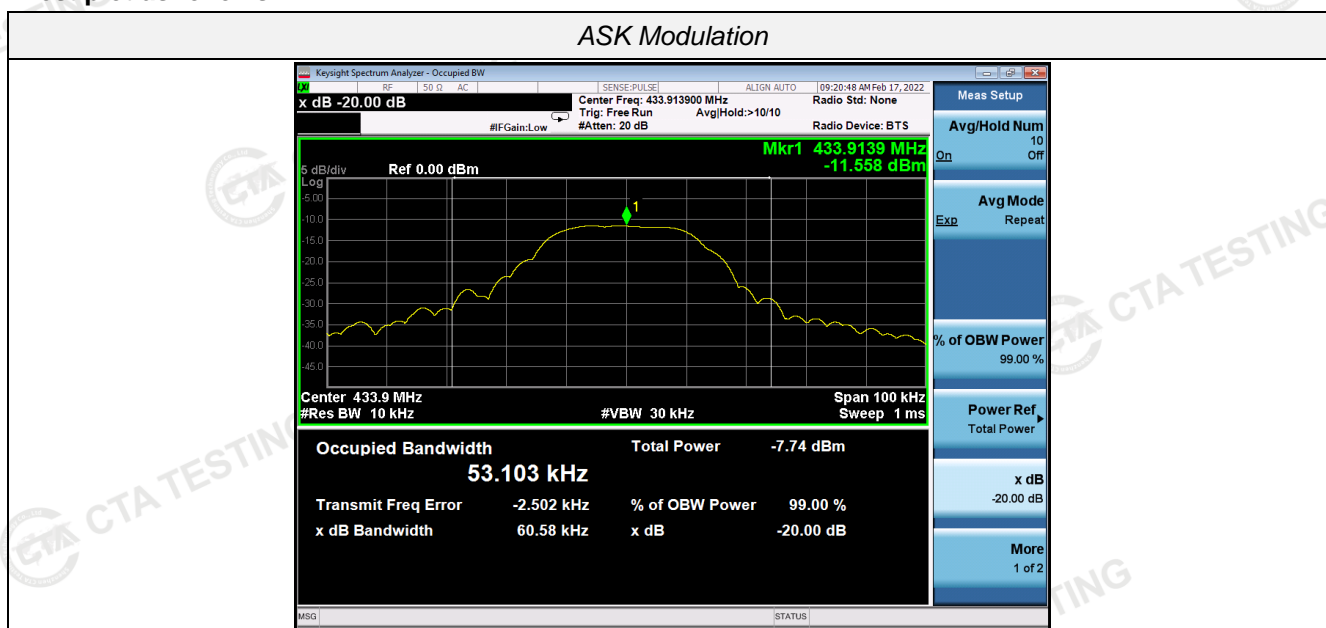 ASK Modulation
Keysight Spectrum Analyzer - Occupied BW
LXI RF 50 Ω AC SENSE:PULSE ALIGN AUTO 09:20:48 AM Feb 17, 2022
x dB -20.00 dB
Center Freq: 433.913900 MHz
Radio Std: None
Trig: Free Run Avg|Hold:>10/10
#IFGain:Low #Atten: 20 dB
Radio Device: BTS
Mkr1 433.9139 MHz
-11.558 dBm
5 dB/div Ref 0.00 dBm
Log
-5.00
-10.0
-15.0
-20.0
-25.0
-30.0
-35.0
-40.0
-45.0
1
Center 433.9 MHz Span 100 kHz
#Res BW 10 kHz #VBW 30 kHz Sweep 1 ms
Occupied Bandwidth Total Power -7.74 dBm
53.103 kHz
Transmit Freq Error -2.502 kHz % of OBW Power 99.00 %
x dB Bandwidth 60.58 kHz x dB -20.00 dB
MSG STATUS
Meas Setup
Avg/Hold Num
10
On Off
Avg Mode
Exp Repeat
% of OBW Power
99.00 %
Power Ref
Total Power
x dB
-20.00 dB
More
1 of 2
CTA TESTING
CTA TESTING
TING